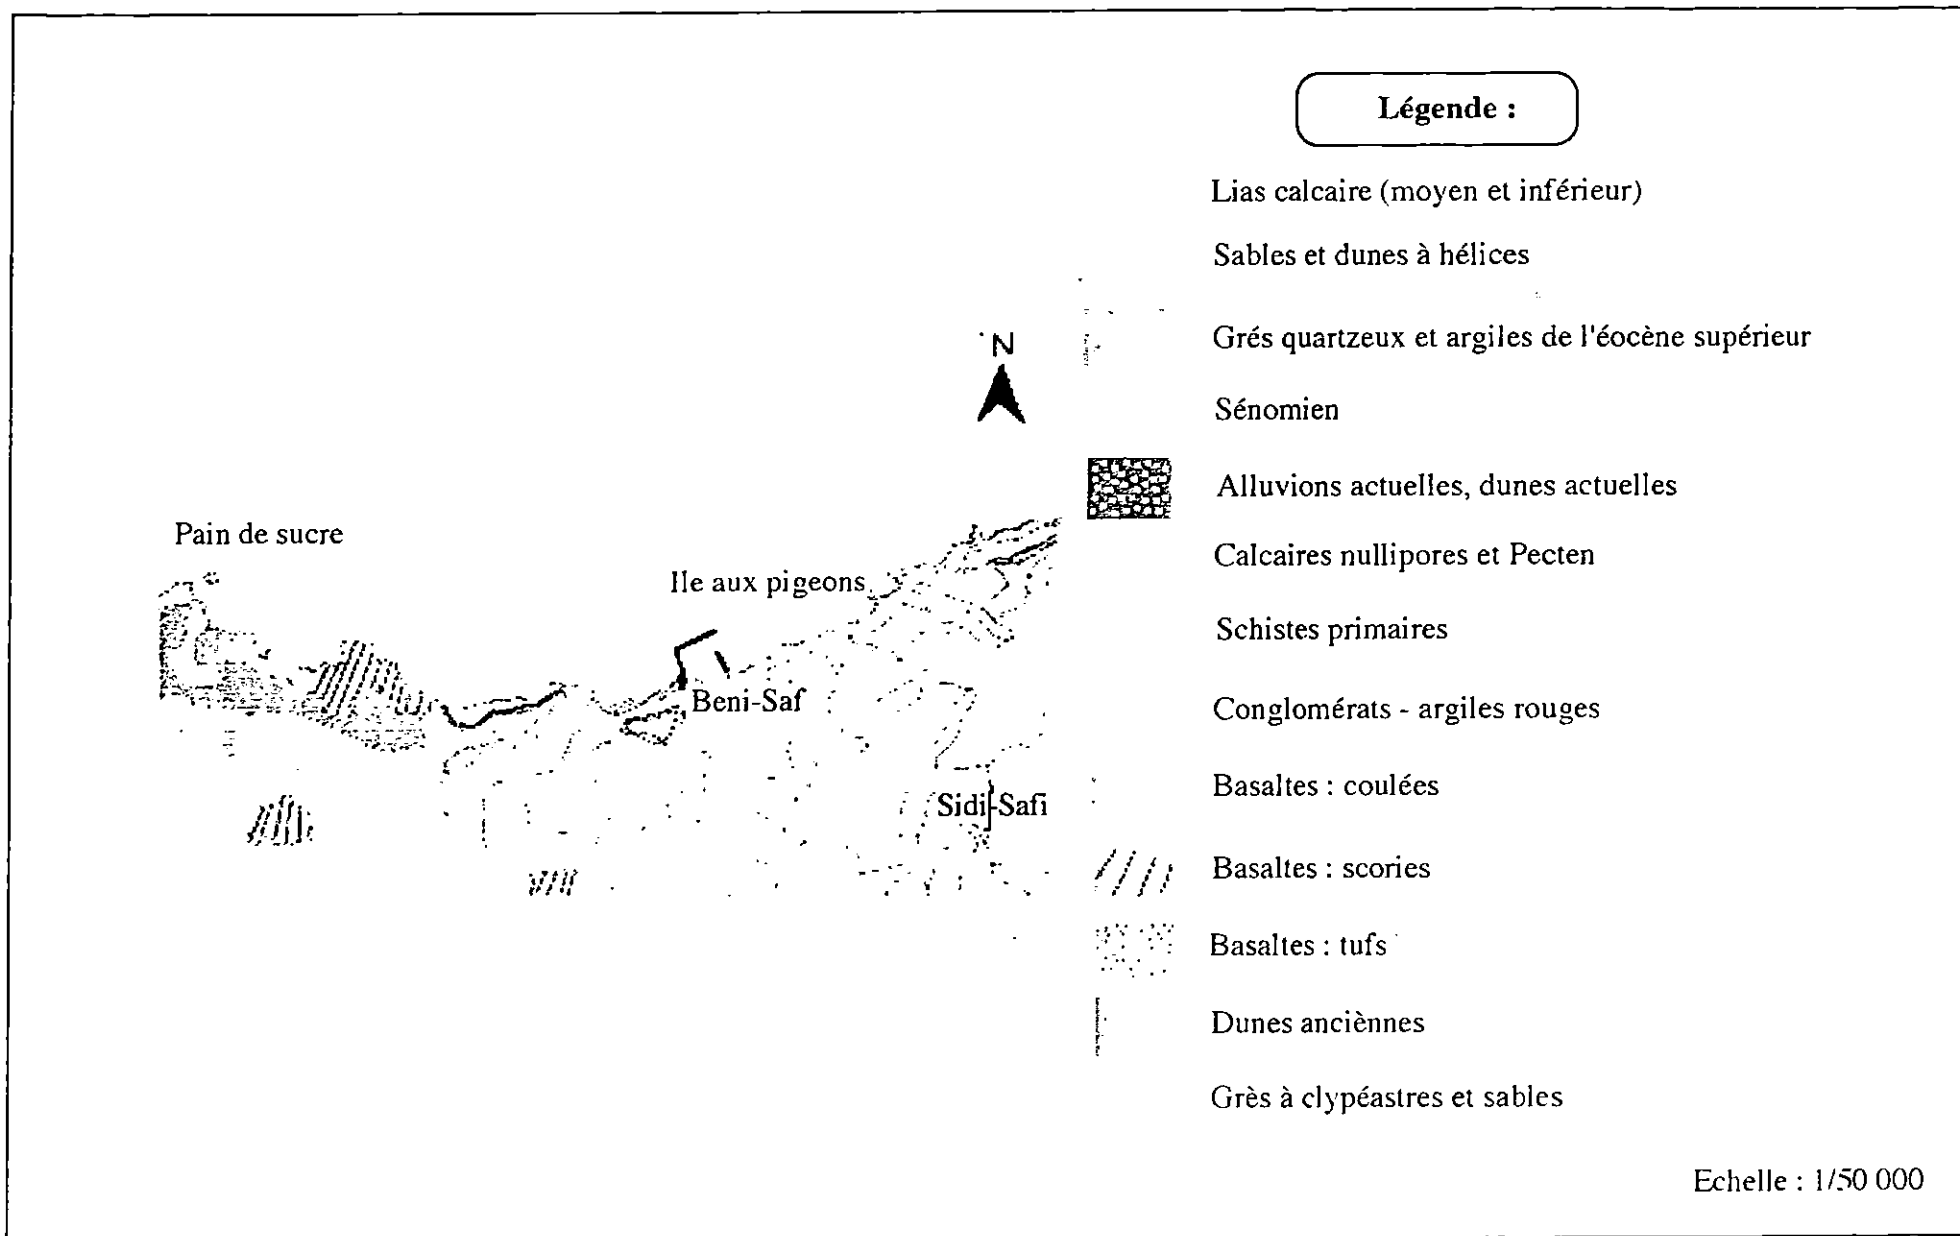 Légende :
Lias calcaire (moyen et inférieur)
Sables et dunes à hélices
Grés quartzeux et argiles de l'éocène supérieur
Sénomien
Alluvions actuelles, dunes actuelles
Calcaires nullipores et Pecten
Schistes primaires
Conglomérats - argiles rouges
Basaltes : coulées
Basaltes : scories
Basaltes : tufs
Dunes anciènnes
Grès à clypéastres et sables
N
Pain de sucre
Ile aux pigeons
Beni-Saf
Sidi-Safi
Echelle : 1/50 000